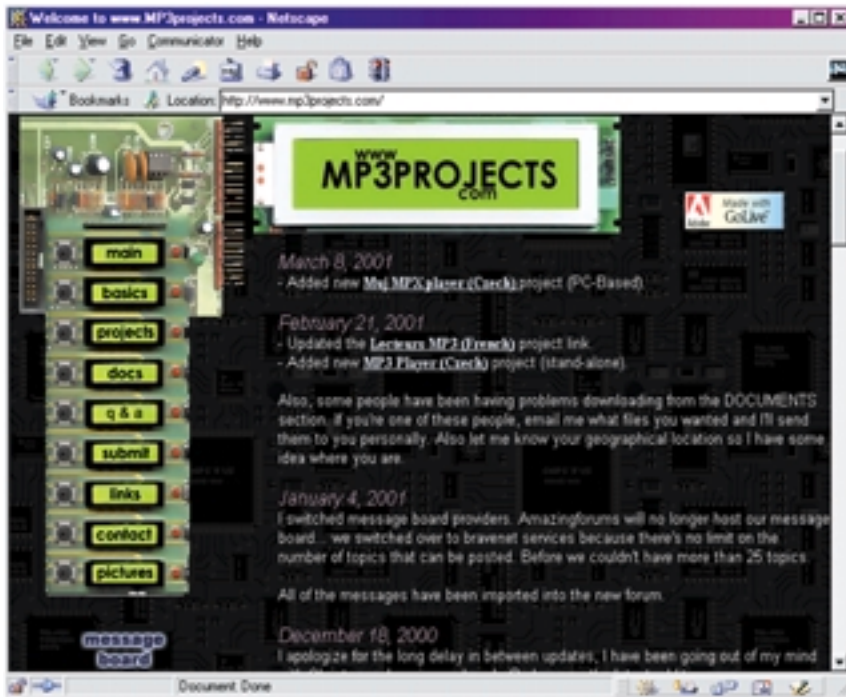 Welcome to www.MP3projects.com - Netscape
File Edit View Go Communicator Help
Bookmarks Location: http://www.mp3projects.com/
www
MP3PROJECTS
com
Adobe
Made with
GoLive
main
basics
projects
docs
q & a
submit
links
contact
pictures
message
board
March 8, 2001
- Added new Muj MPX player (Czech) project (PC-Based)
February 21, 2001
- Updated the Lecteurs MP3 (French) project link.
- Added new MP3 Player (Czech) project (stand-alone)
Also, some people have been having problems downloading from the DOCUMENTS
section. If you're one of these people, email me what files you wanted and I'll send
them to you personally. Also let me know your geographical location so I have some
idea where you are.
January 4, 2001
I switched message board providers. Amazingforums will no longer host our message
board... we switched over to bravenet services because there's no limit on the
number of topics that can be posted. Before we couldn't have more than 25 topics.
All of the messages have been imported into the new forum.
December 18, 2000
I apologize for the long delay in between updates, I have been going out of my mind
Document: Done